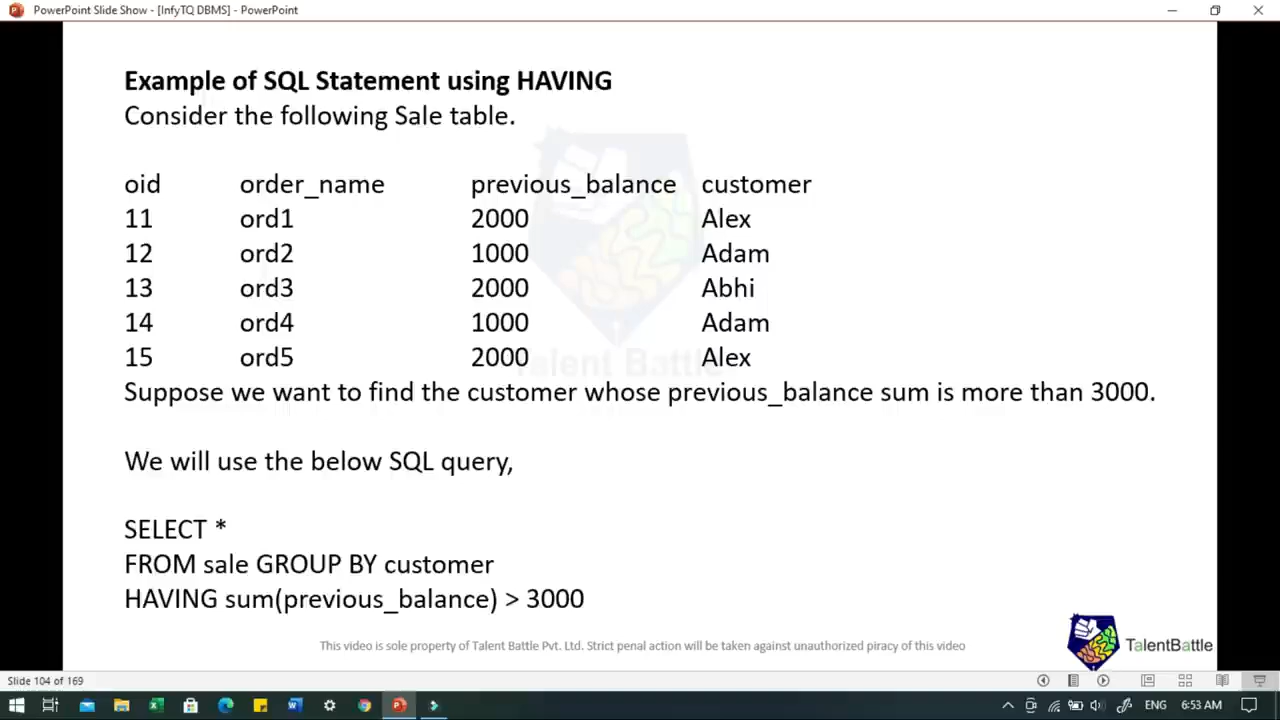 PowerPoint Slide Show - [InfyTQ DBMS] - PowerPoint
Example of SQL Statement using HAVING
Consider the following Sale table.
oid order_name previous_balance customer
11 ord1 2000 Alex
12 ord2 1000 Adam
13 ord3 2000 Abhi
14 ord4 1000 Adam
15 ord5 2000 Alex
Talent Battle
Suppose we want to find the customer whose previous_balance sum is more than 3000.
We will use the below SQL query,
SELECT *
FROM sale GROUP BY customer
HAVING sum(previous_balance) > 3000
This video is sole property of Talent Battle Pvt. Ltd. Strict penal action will be taken against unauthorized piracy of this video
TalentBattle
Slide 104 of 169
ENG 6:53 AM